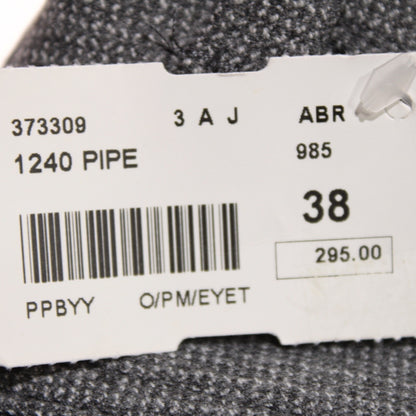 373309 3 A J ABR
1240 PIPE 985
38
295.00
PPBYY O/PM/EYET